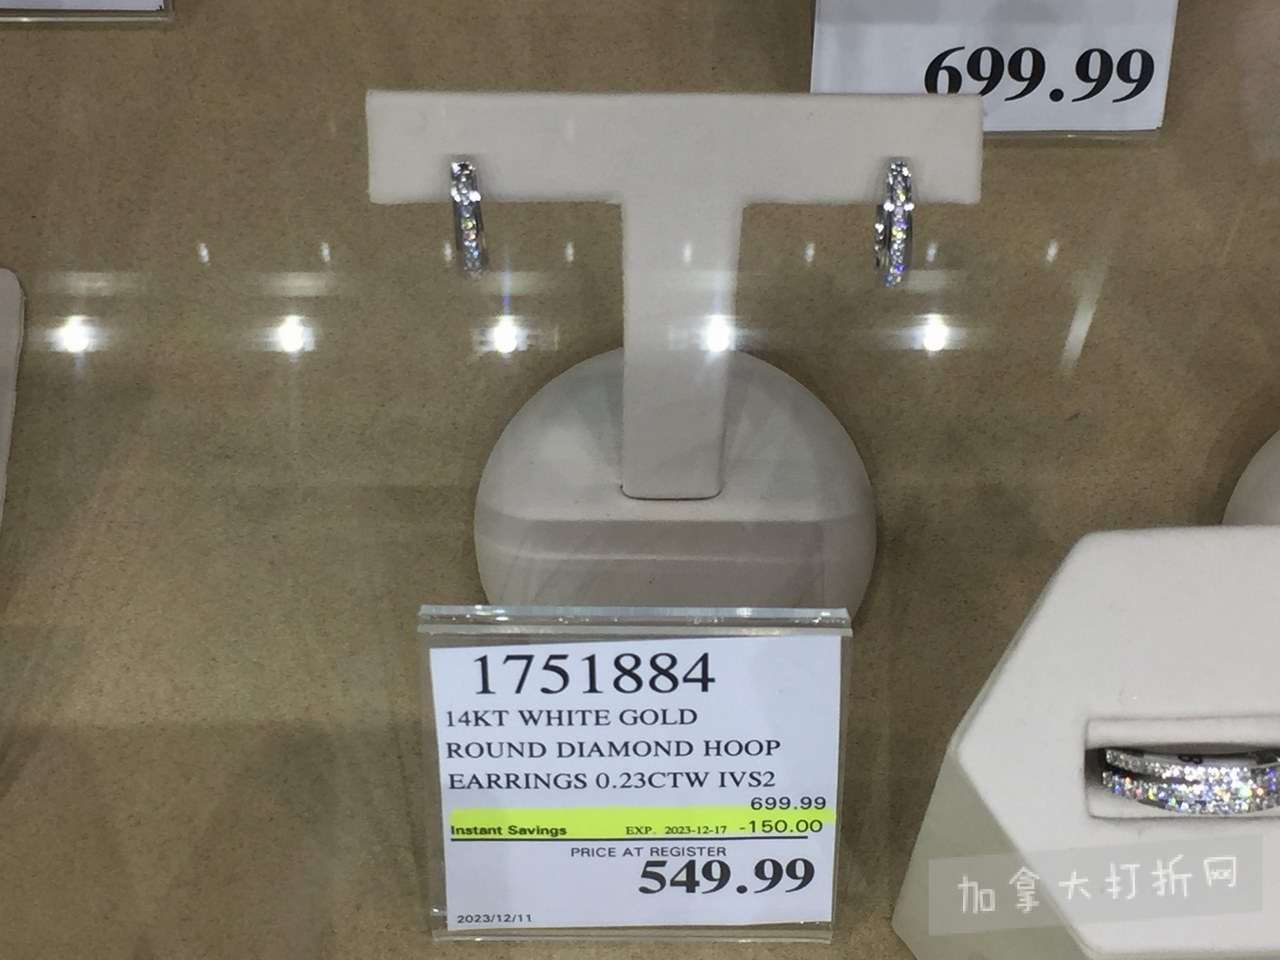 699.99
1751884
14KT WHITE GOLD
ROUND DIAMOND HOOP
EARRINGS 0.23CTW IVS2
699.99
Instant Savings EXP. 2023-12-17 -150.00
PRICE AT REGISTER
549.99
2023/12/11
加拿大打折网